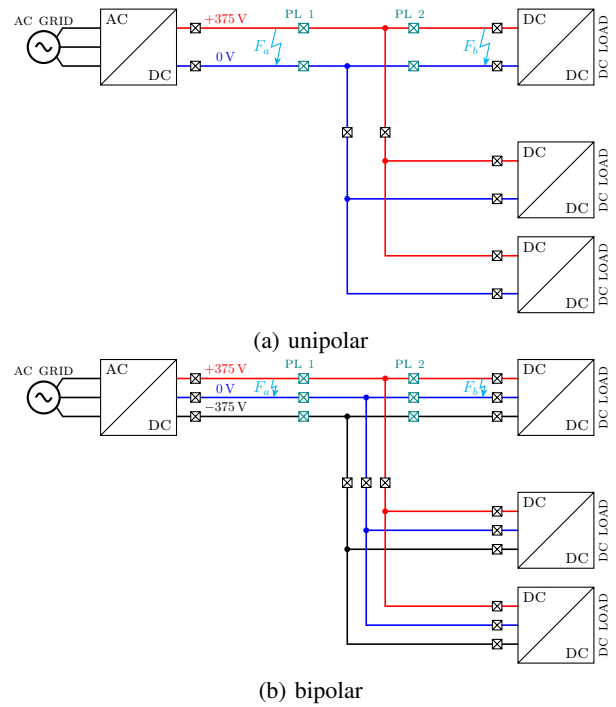 AC GRID
AC
DC
+375 V
0 V
PL 1
PL 2
F_a
F_b
DC
DC
DC LOAD
DC
DC
DC LOAD
DC
DC
DC LOAD
(a) unipolar
AC GRID
AC
DC
+375 V
0 V
−375 V
PL 1
PL 2
F_a
F_b
DC
DC
DC LOAD
DC
DC
DC LOAD
DC
DC
DC LOAD
(b) bipolar